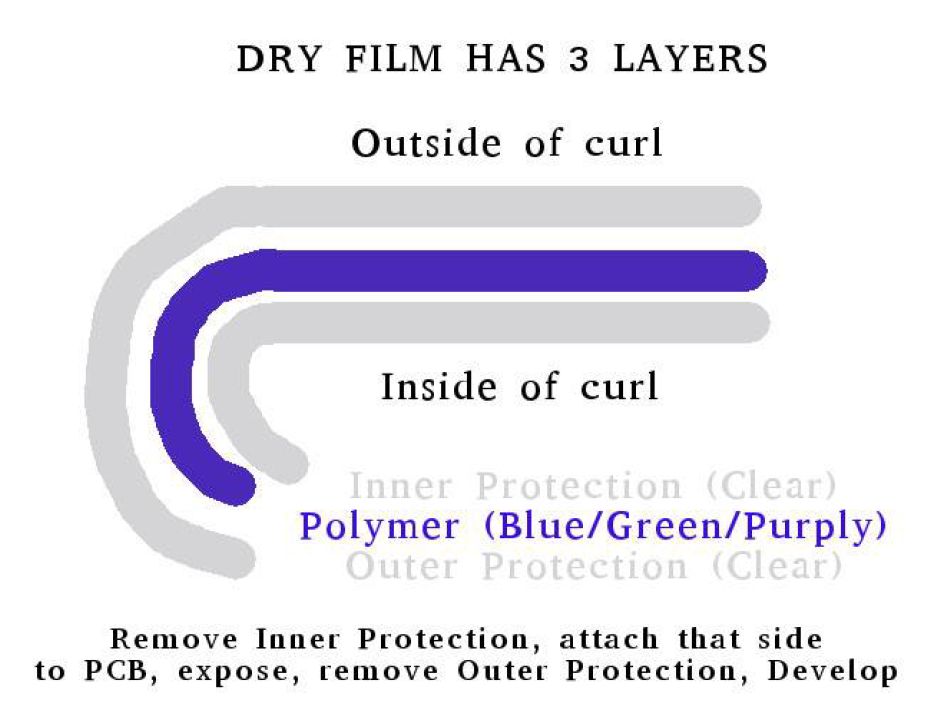 DRY FILM HAS 3 LAYERS
Outside of curl
Inside of curl
Inner Protection (Clear)
Polymer (Blue/Green/Purply)
Outer Protection (Clear)
Remove Inner Protection, attach that side
to PCB, expose, remove Outer Protection, Develop